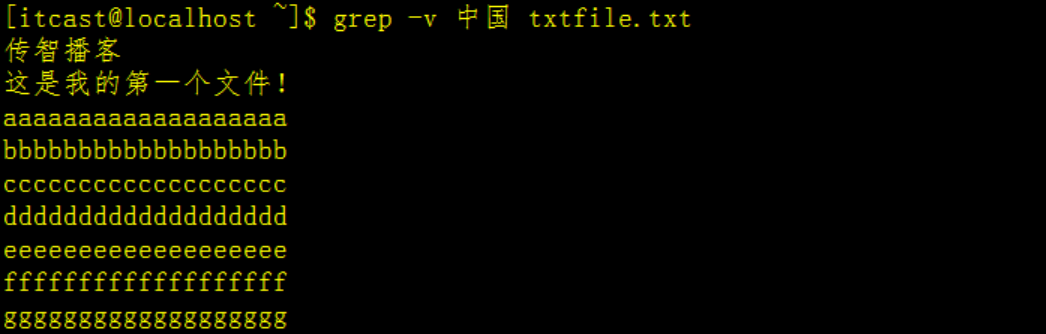 [itcast@localhost ~]$ grep -v 中国 txtfile.txt
传智播客
这是我的第一个文件!
aaaaaaaaaaaaaaaaaaa
bbbbbbbbbbbbbbbbbbb
ccccccccccccccccccc
ddddddddddddddddddd
eeeeeeeeeeeeeeeeeee
fffffffffffffffffff
ggggggggggggggggggg